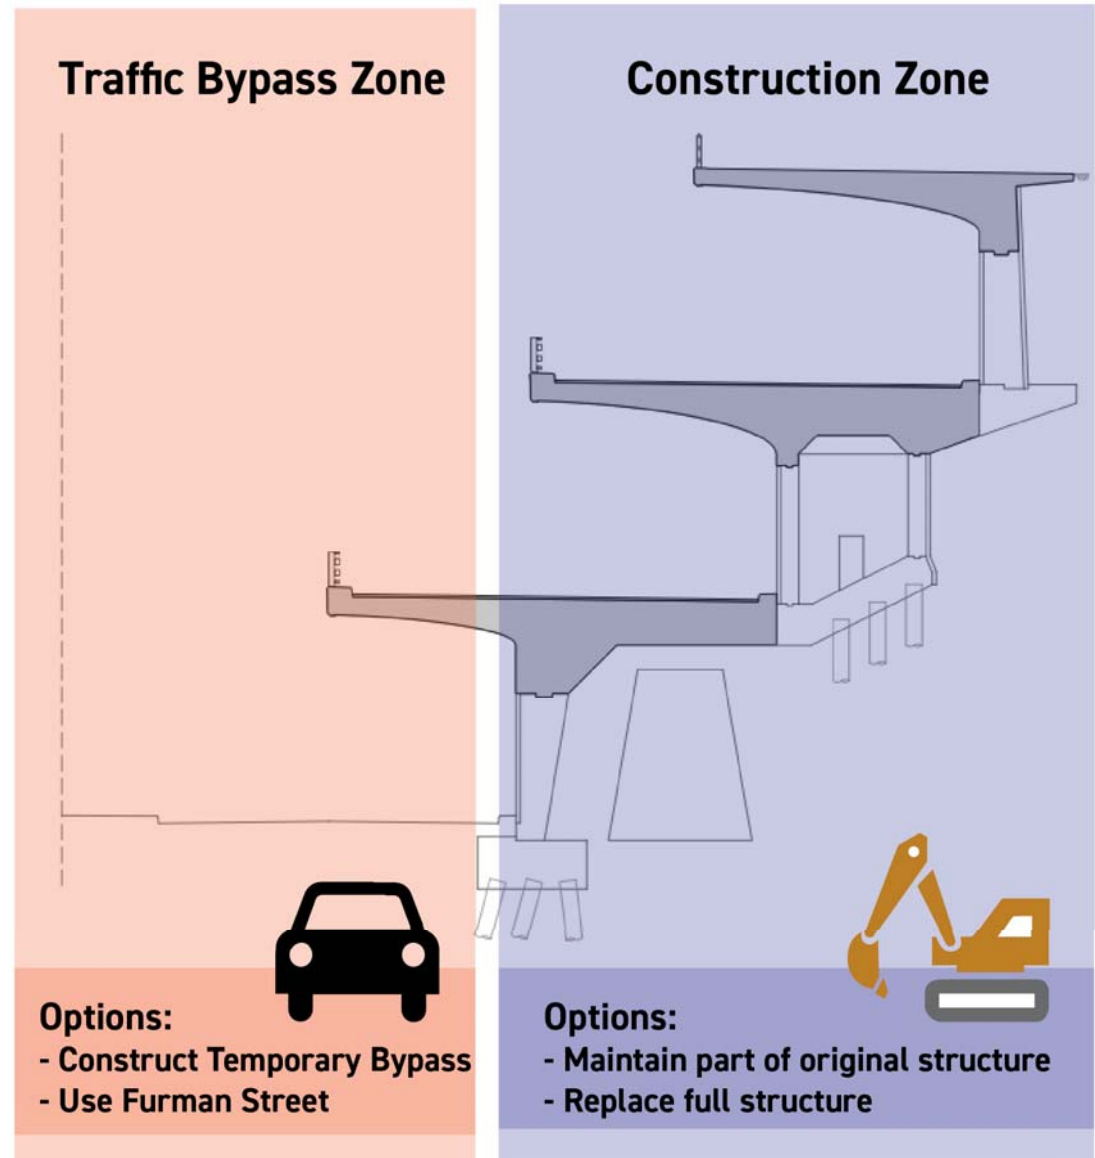 Traffic Bypass Zone
Construction Zone
Options:
- Construct Temporary Bypass
- Use Furman Street
Options:
- Maintain part of original structure
- Replace full structure